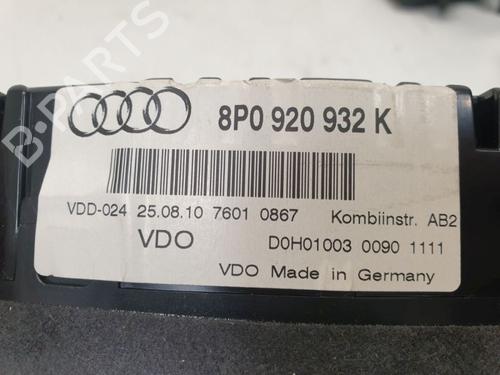 8P0 920 932 K
VDD-024 25.08.10 7601 0867 Kombiinstr. AB2
VDO D0H01003 0090 1111
VDO Made in Germany
B-PARTS